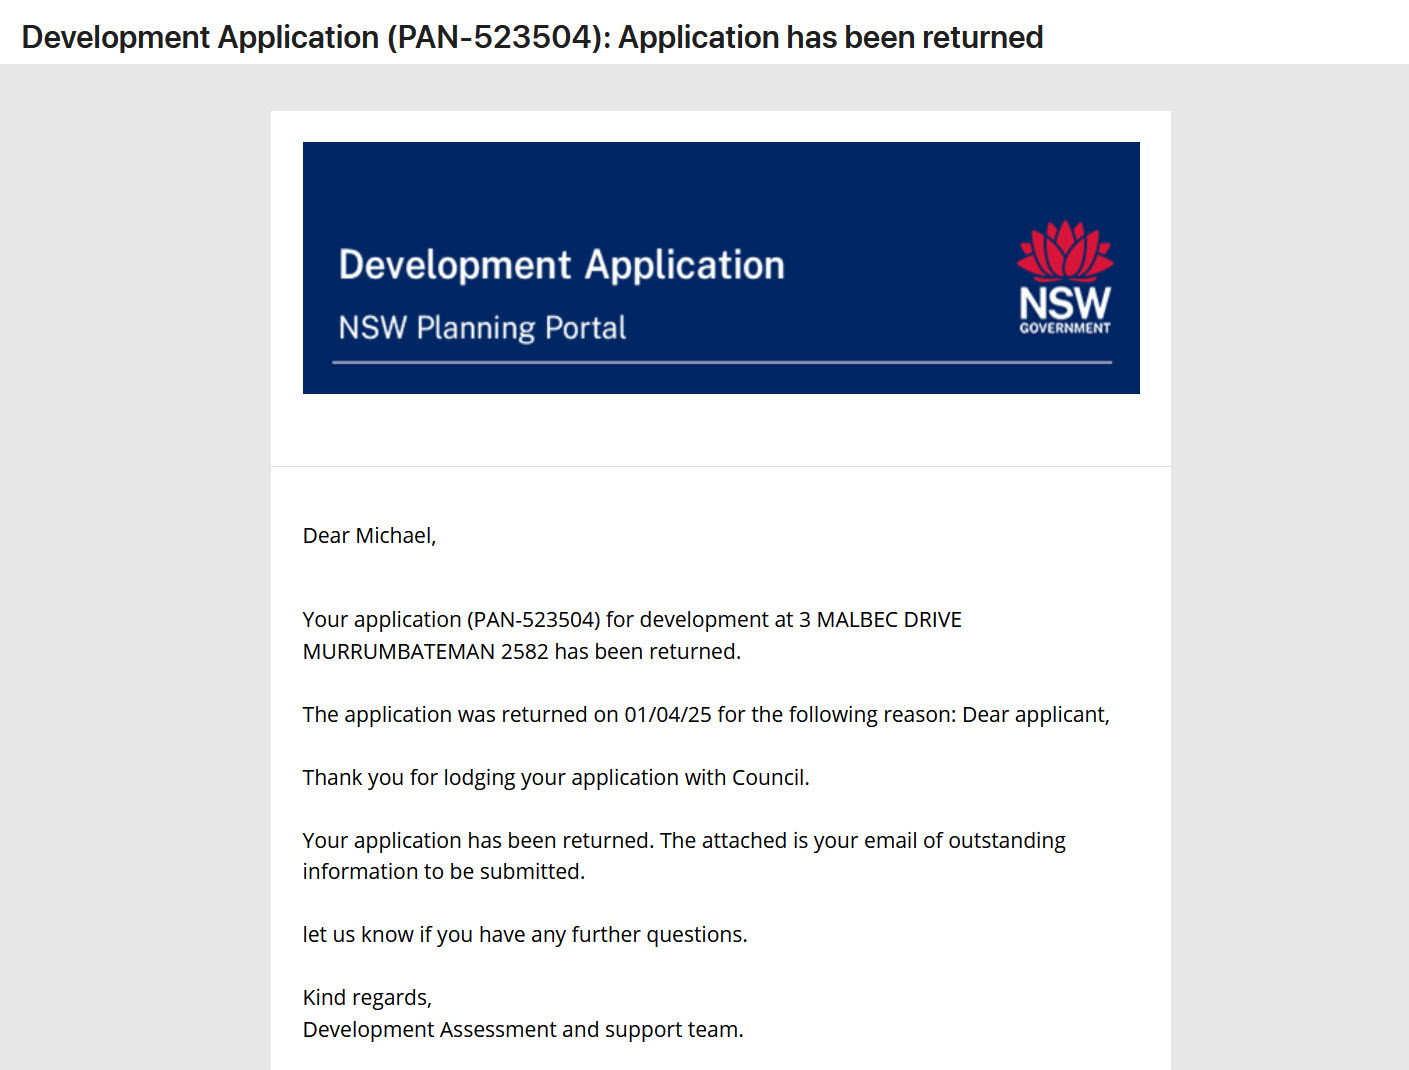 Development Application (PAN-523504): Application has been returned
Development Application
NSW Planning Portal
NSW
GOVERNMENT
Dear Michael,
Your application (PAN-523504) for development at 3 MALBEC DRIVE
MURRUMBATEMAN 2582 has been returned.
The application was returned on 01/04/25 for the following reason: Dear applicant,
Thank you for lodging your application with Council.
Your application has been returned. The attached is your email of outstanding
information to be submitted.
let us know if you have any further questions.
Kind regards,
Development Assessment and support team.